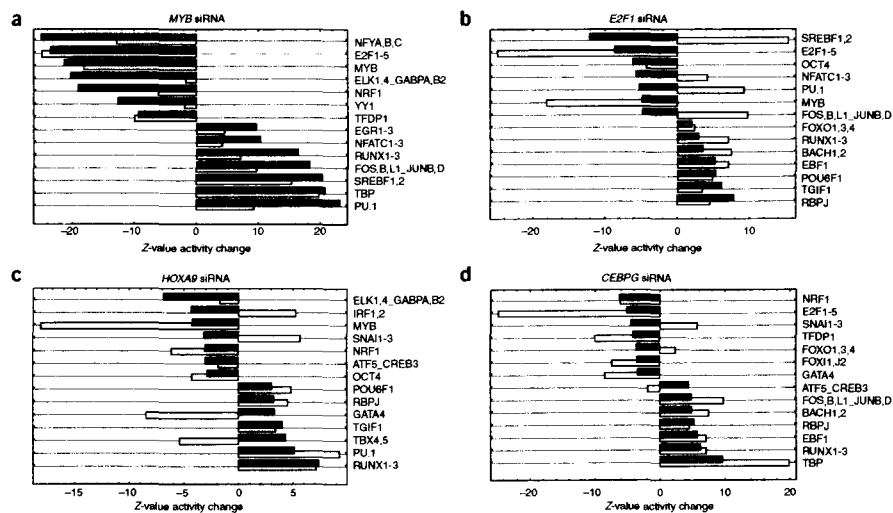 a
MYB siRNA
NFYA,B,C
E2F1-5
MYB
ELK1,4_GABPA,B2
NRF1
YY1
TFDP1
EGR1-3
NFATC1-3
RUNX1-3
FOS,B,L1_JUNB,D
SREBF1,2
TBP
PU.1
−20 −10 0 10 20
Z-value activity change
b
E2F1 siRNA
SREBF1,2
E2F1-5
OCT4
NFATC1-3
PU.1
MYB
FOS,B,L1_JUNB,D
FOXO1,3,4
RUNX1-3
BACH1,2
EBF1
POU6F1
TGIF1
RBPJ
−20 −10 0 10
Z-value activity change
c
HOXA9 siRNA
ELK1,4_GABPA,B2
IRF1,2
MYB
SNAI1-3
NRF1
ATF5_CREB3
OCT4
POU6F1
RBPJ
GATA4
TGIF1
TBX4,5
PU.1
RUNX1-3
−15 −10 −5 0 5
Z-value activity change
d
CEBPG siRNA
NRF1
E2F1-5
SNAI1-3
TFDP1
FOXO1,3,4
FOXI1,J2
GATA4
ATF5_CREB3
FOS,B,L1_JUNB,D
BACH1,2
RBPJ
EBF1
RUNX1-3
TBP
−20 −10 0 10 20
Z-value activity change